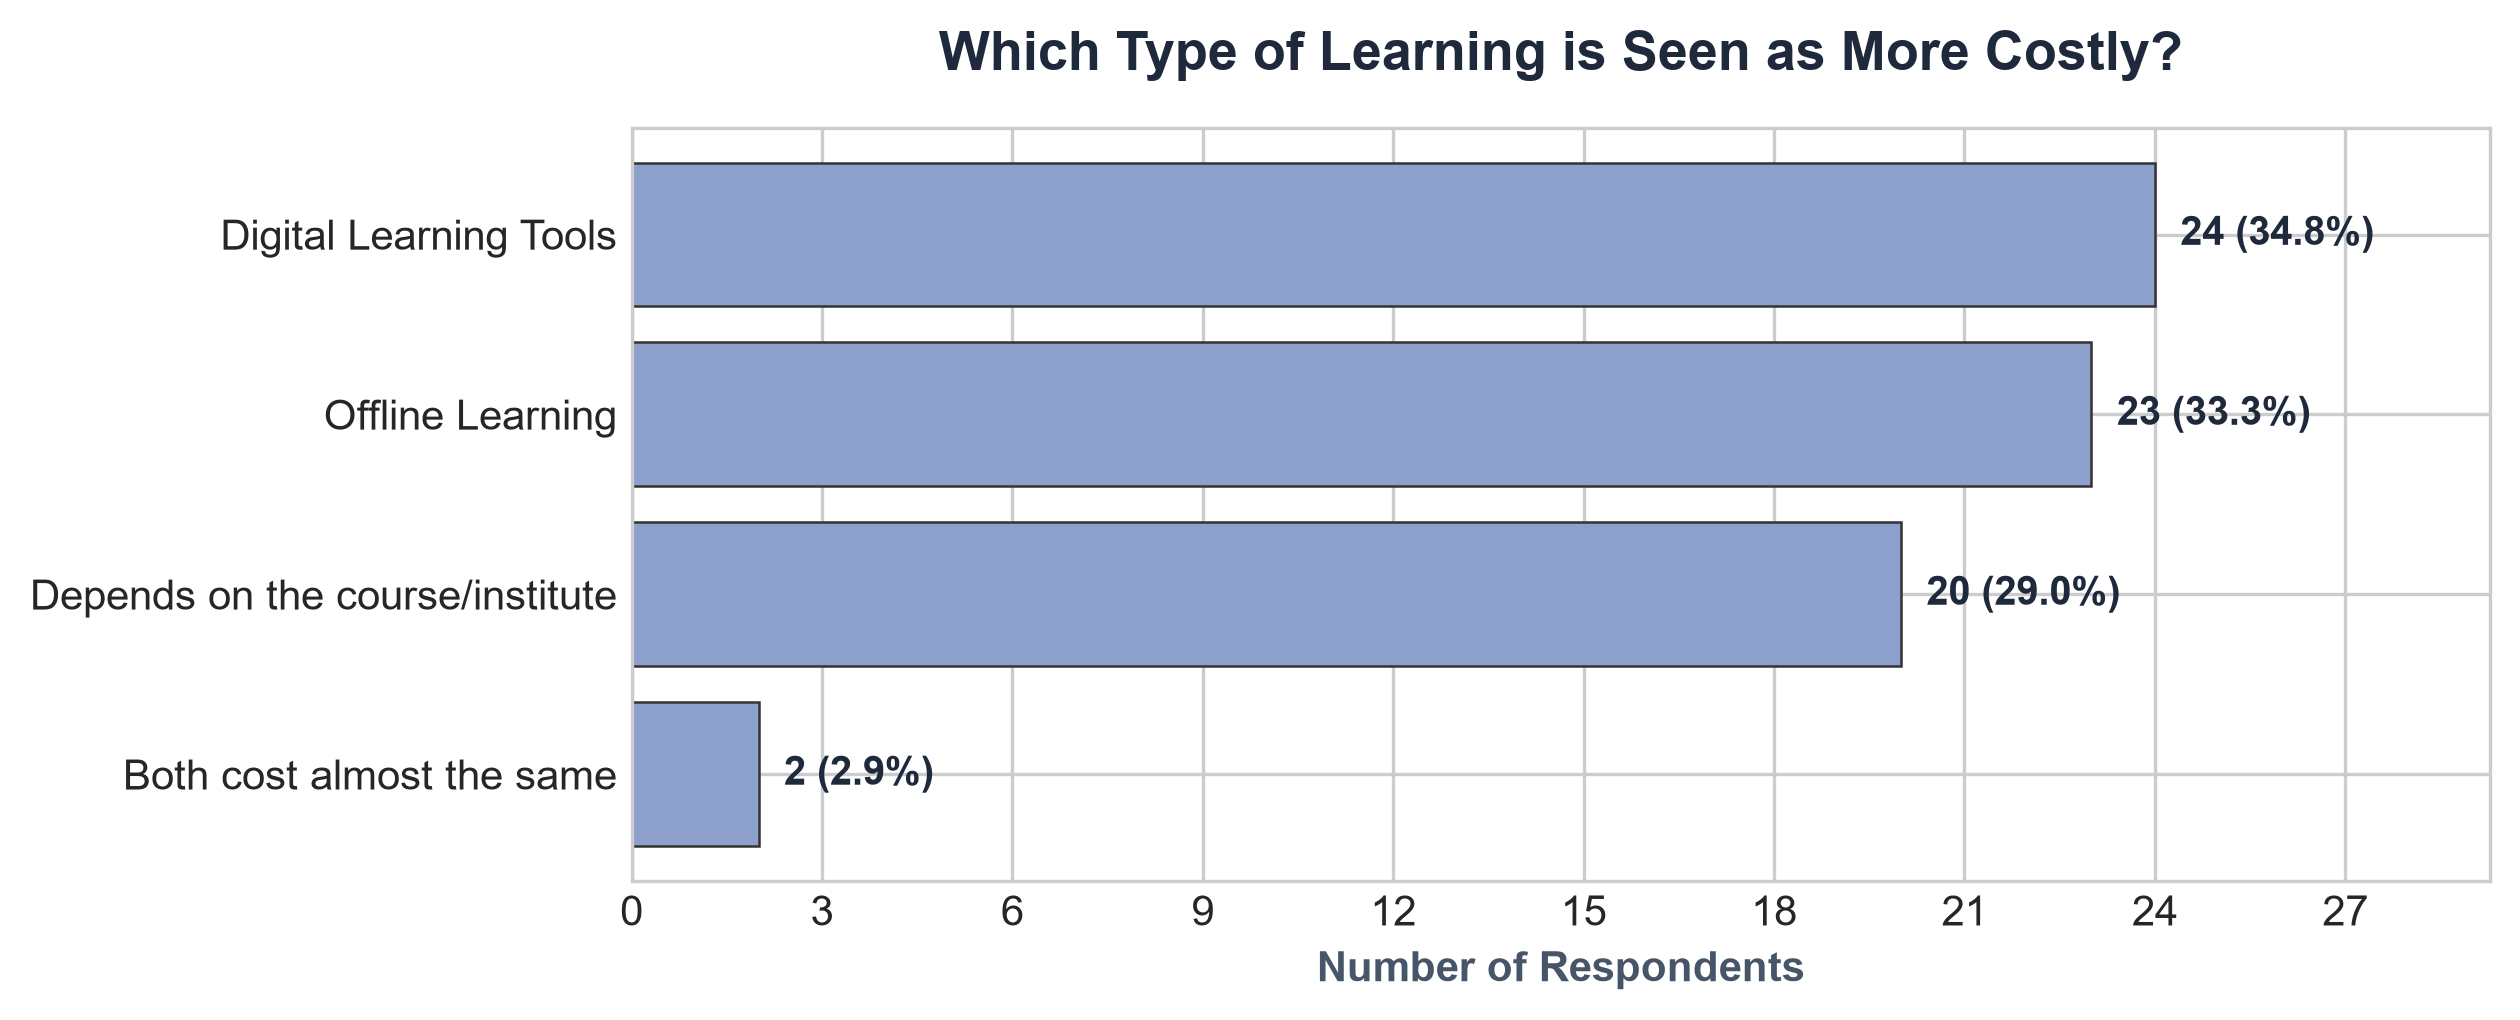 Which Type of Learning is Seen as More Costly?
Digital Learning Tools
24 (34.8%)
Offline Learning
23 (33.3%)
Depends on the course/institute
20 (29.0%)
Both cost almost the same
2 (2.9%)
0 3 6 9 12 15 18 21 24 27
Number of Respondents